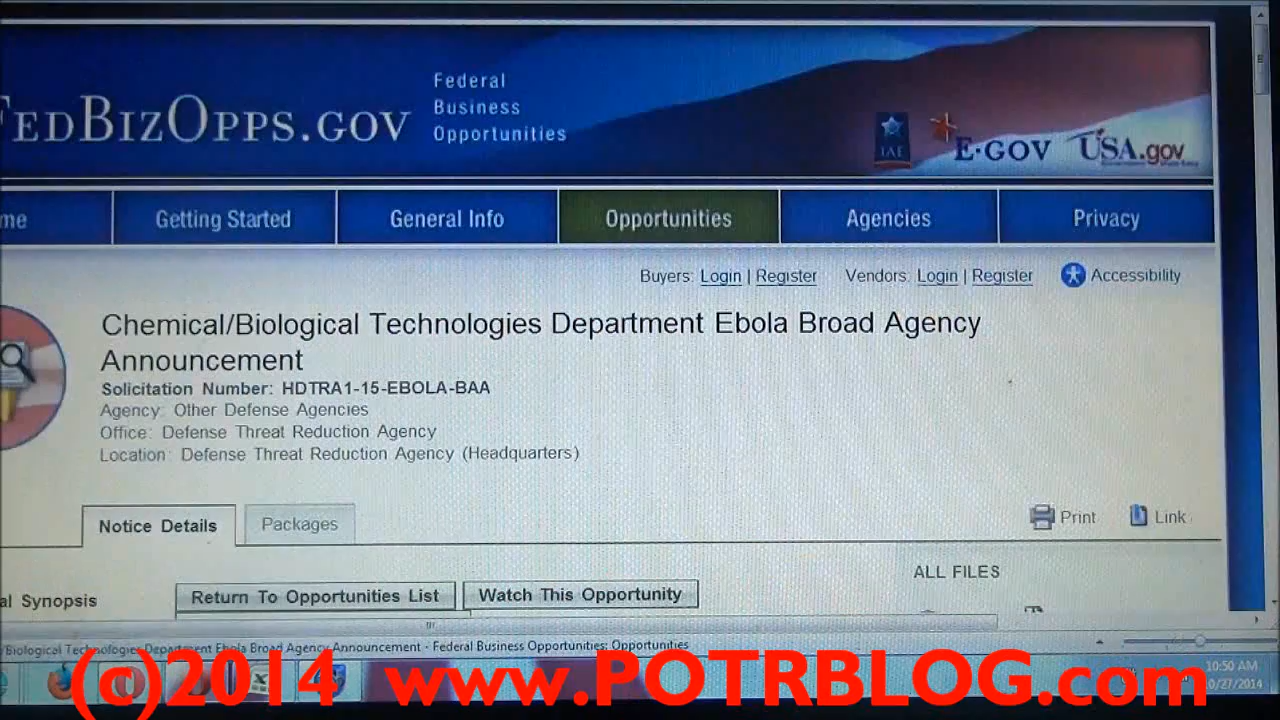 FEDBIZOPPS.GOV
Federal
Business
Opportunities
IAE
E-GOV
USA.gov
me
Getting Started
General Info
Opportunities
Agencies
Privacy
Buyers: Login | Register
Vendors: Login | Register
Accessibility
Chemical/Biological Technologies Department Ebola Broad Agency
Announcement
Solicitation Number: HDTRA1-15-EBOLA-BAA
Agency: Other Defense Agencies
Office: Defense Threat Reduction Agency
Location: Defense Threat Reduction Agency (Headquarters)
Notice Details
Packages
Print
Link
ALL FILES
al Synopsis
Return To Opportunities List
Watch This Opportunity
/Biological Technologies Department Ebola Broad Agency Announcement - Federal Business Opportunities: Opportunities
10:50 AM
0/27/2014
(c)2014 www.POTRBLOG.com